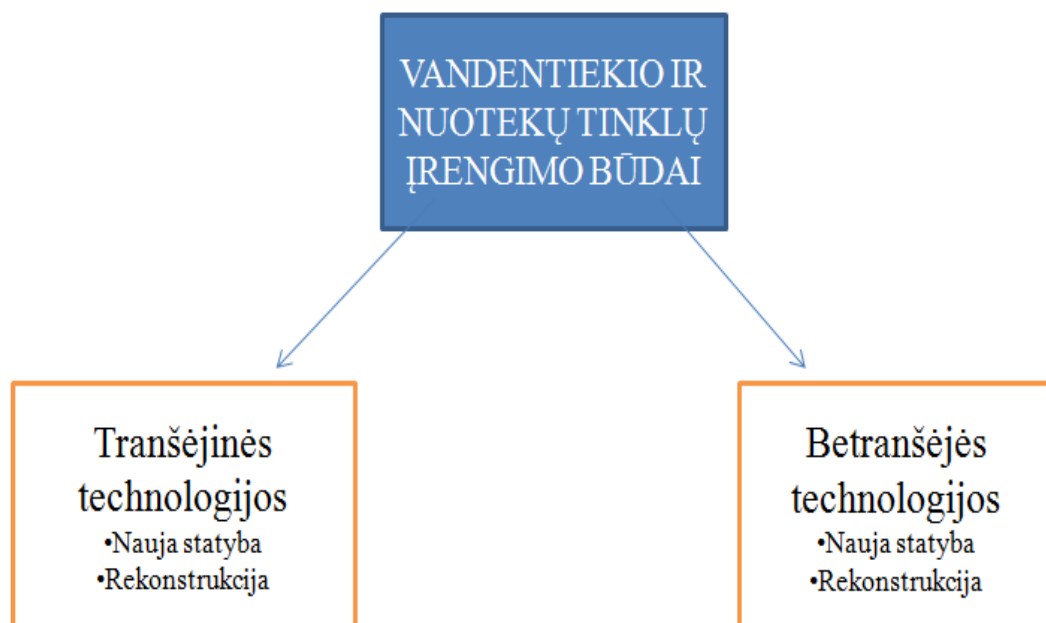 VANDENTIEKIO IR
NUOTEKŲ TINKLŲ
ĮRENGIMO BŪDAI
Tranšėjinės
technologijos
•Nauja statyba
•Rekonstrukcija
Betranšėjės
technologijos
•Nauja statyba
•Rekonstrukcija